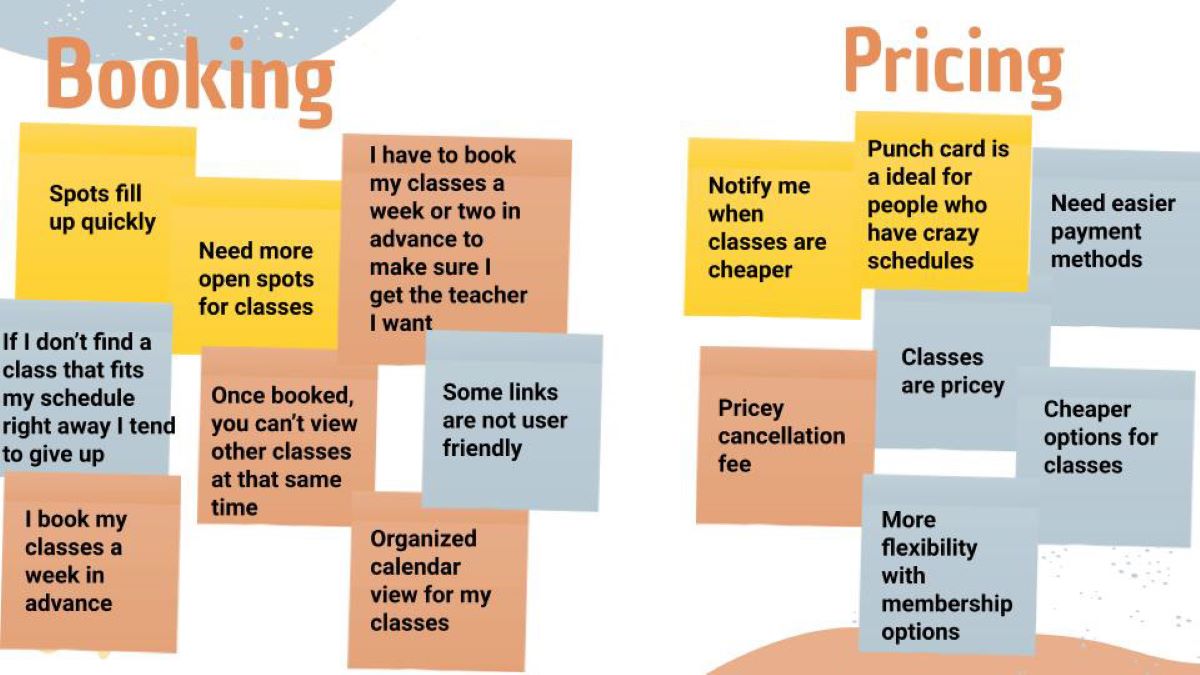 Booking
Spots fill
up quickly
Need more
open spots
for classes
I have to book
my classes a
week or two in
advance to
make sure I
get the teacher
I want
If I don't find a
class that fits
my schedule
right away I tend
to give up
Once booked,
you can't view
other classes
at that same
time
Some links
are not user
friendly
I book my
classes a
week in
advance
Organized
calendar
view for my
classes
Pricing
Notify me
when
classes are
cheaper
Punch card is
a ideal for
people who
have crazy
schedules
Need easier
payment
methods
Pricey
cancellation
fee
Classes
are pricey
Cheaper
options for
classes
More
flexibility
with
membership
options